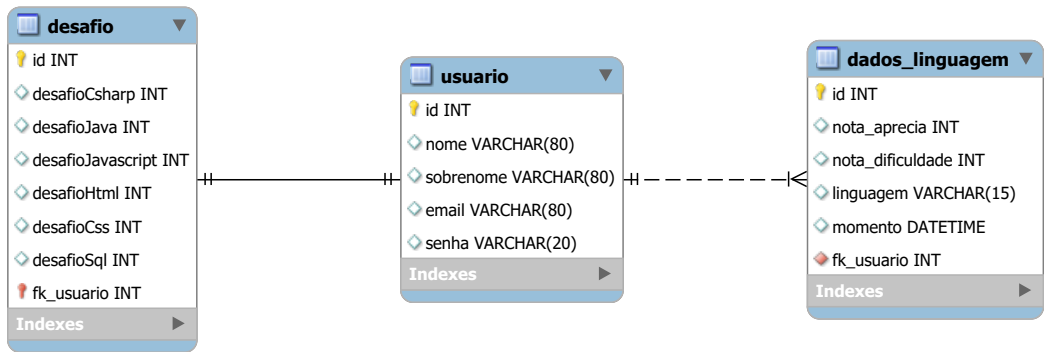 desafio
id INT
desafioCsharp INT
desafioJava INT
desafioJavascript INT
desafioHtml INT
desafioCss INT
desafioSql INT
fk_usuario INT
Indexes
usuario
id INT
nome VARCHAR(80)
sobrenome VARCHAR(80)
email VARCHAR(80)
senha VARCHAR(20)
Indexes
dados_linguagem
id INT
nota_aprecia INT
nota_dificuldade INT
linguagem VARCHAR(15)
momento DATETIME
fk_usuario INT
Indexes